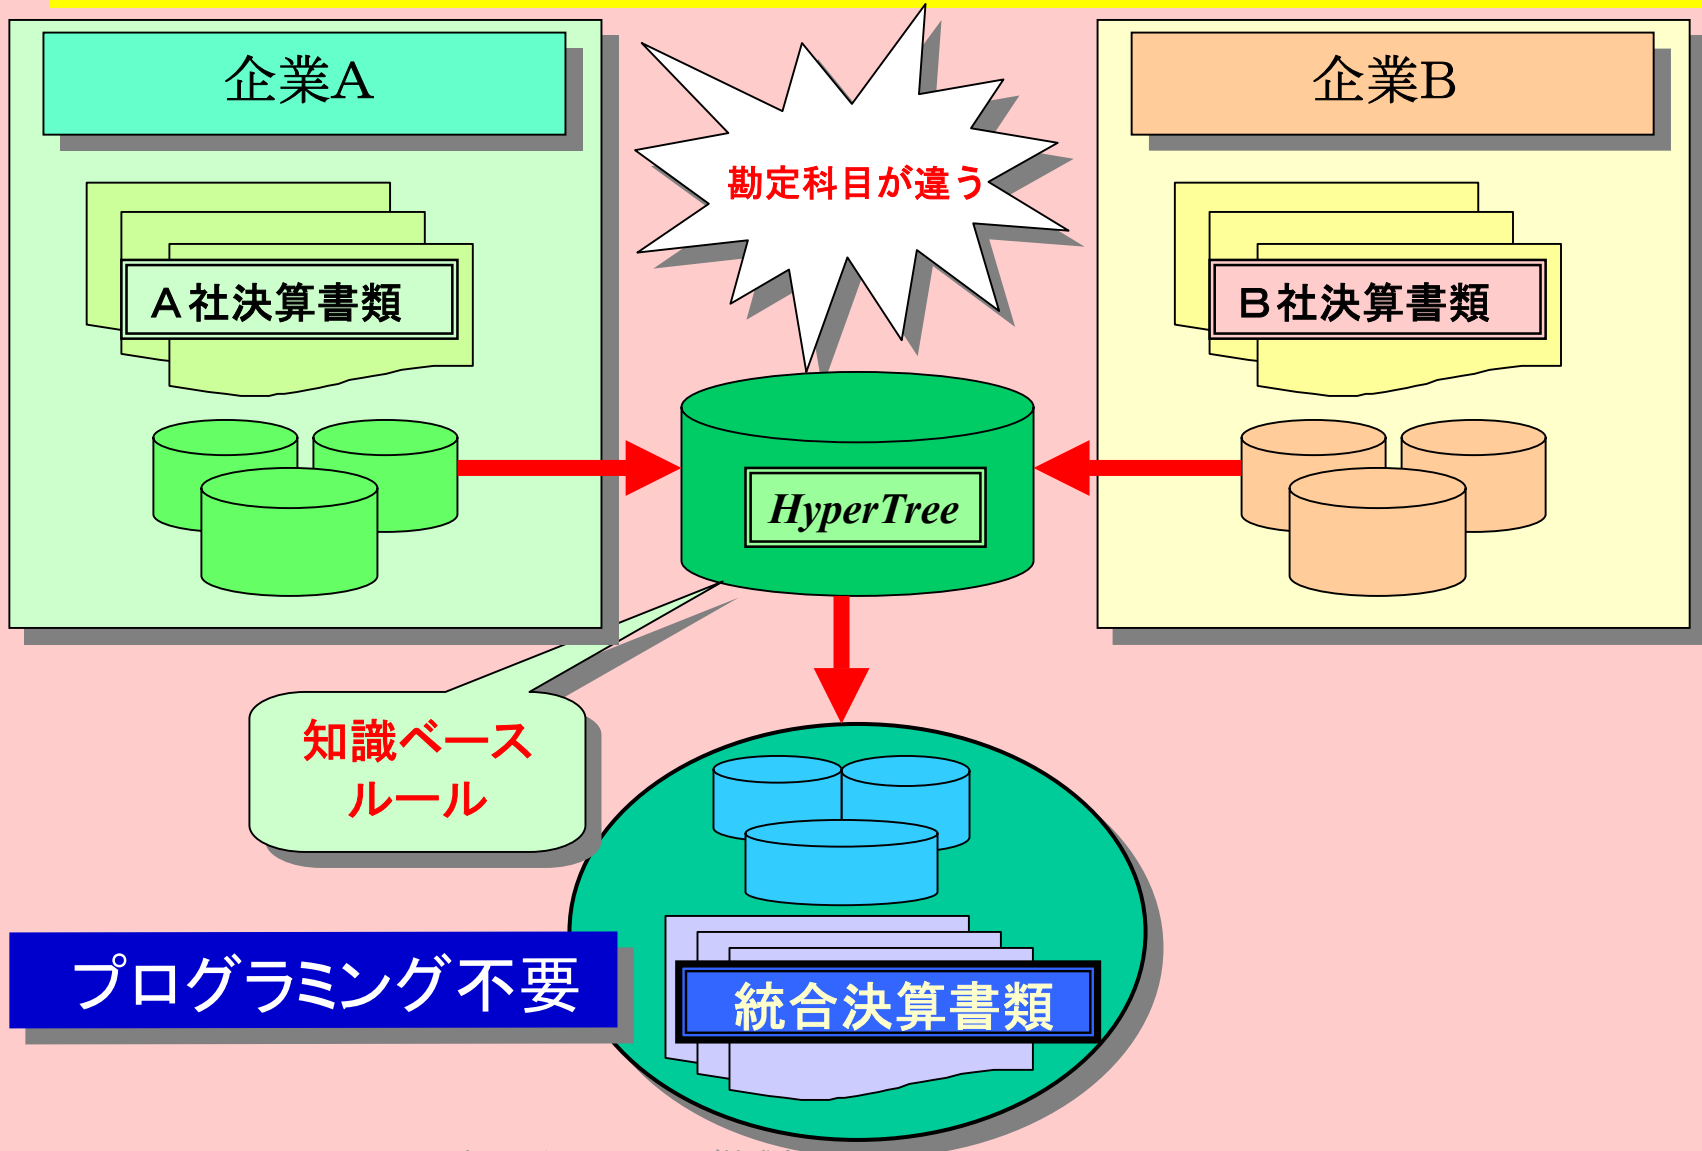 企業A
企業B
勘定科目が違う
A社決算書類
B社決算書類
HyperTree
知識ベース
ルール
プログラミング不要
統合決算書類